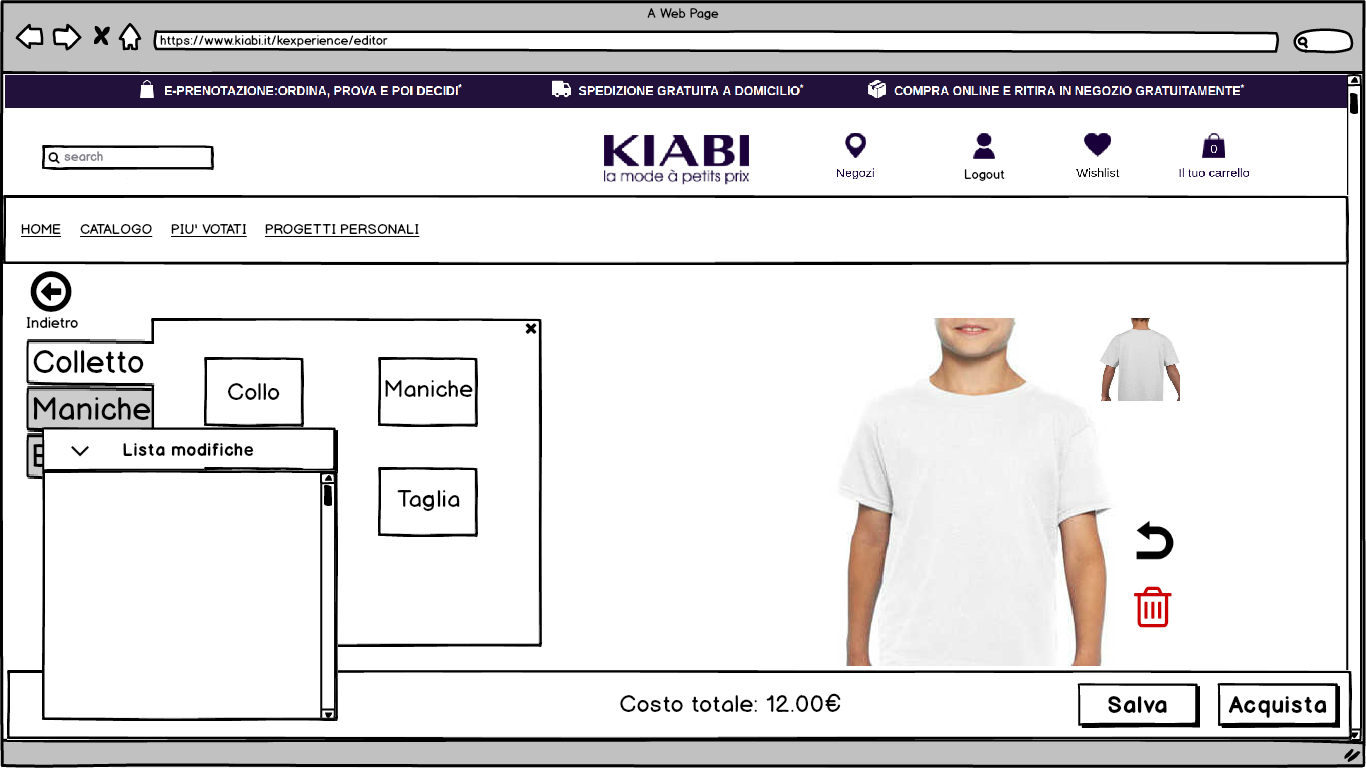 A Web Page
https://www.kiabi.it/kexperience/editor
E-PRENOTAZIONE:ORDINA, PROVA E POI DECIDI*
SPEDIZIONE GRATUITA A DOMICILIO*
COMPRA ONLINE E RITIRA IN NEGOZIO GRATUITAMENTE*
search
KIABI
la mode à petits prix
Negozi
Logout
Wishlist
0
Il tuo carrello
HOME
CATALOGO
PIU' VOTATI
PROGETTI PERSONALI
Indietro
Colletto
Maniche
Collo
Maniche
Lista modifiche
Taglia
Costo totale: 12.00€
Salva
Acquista